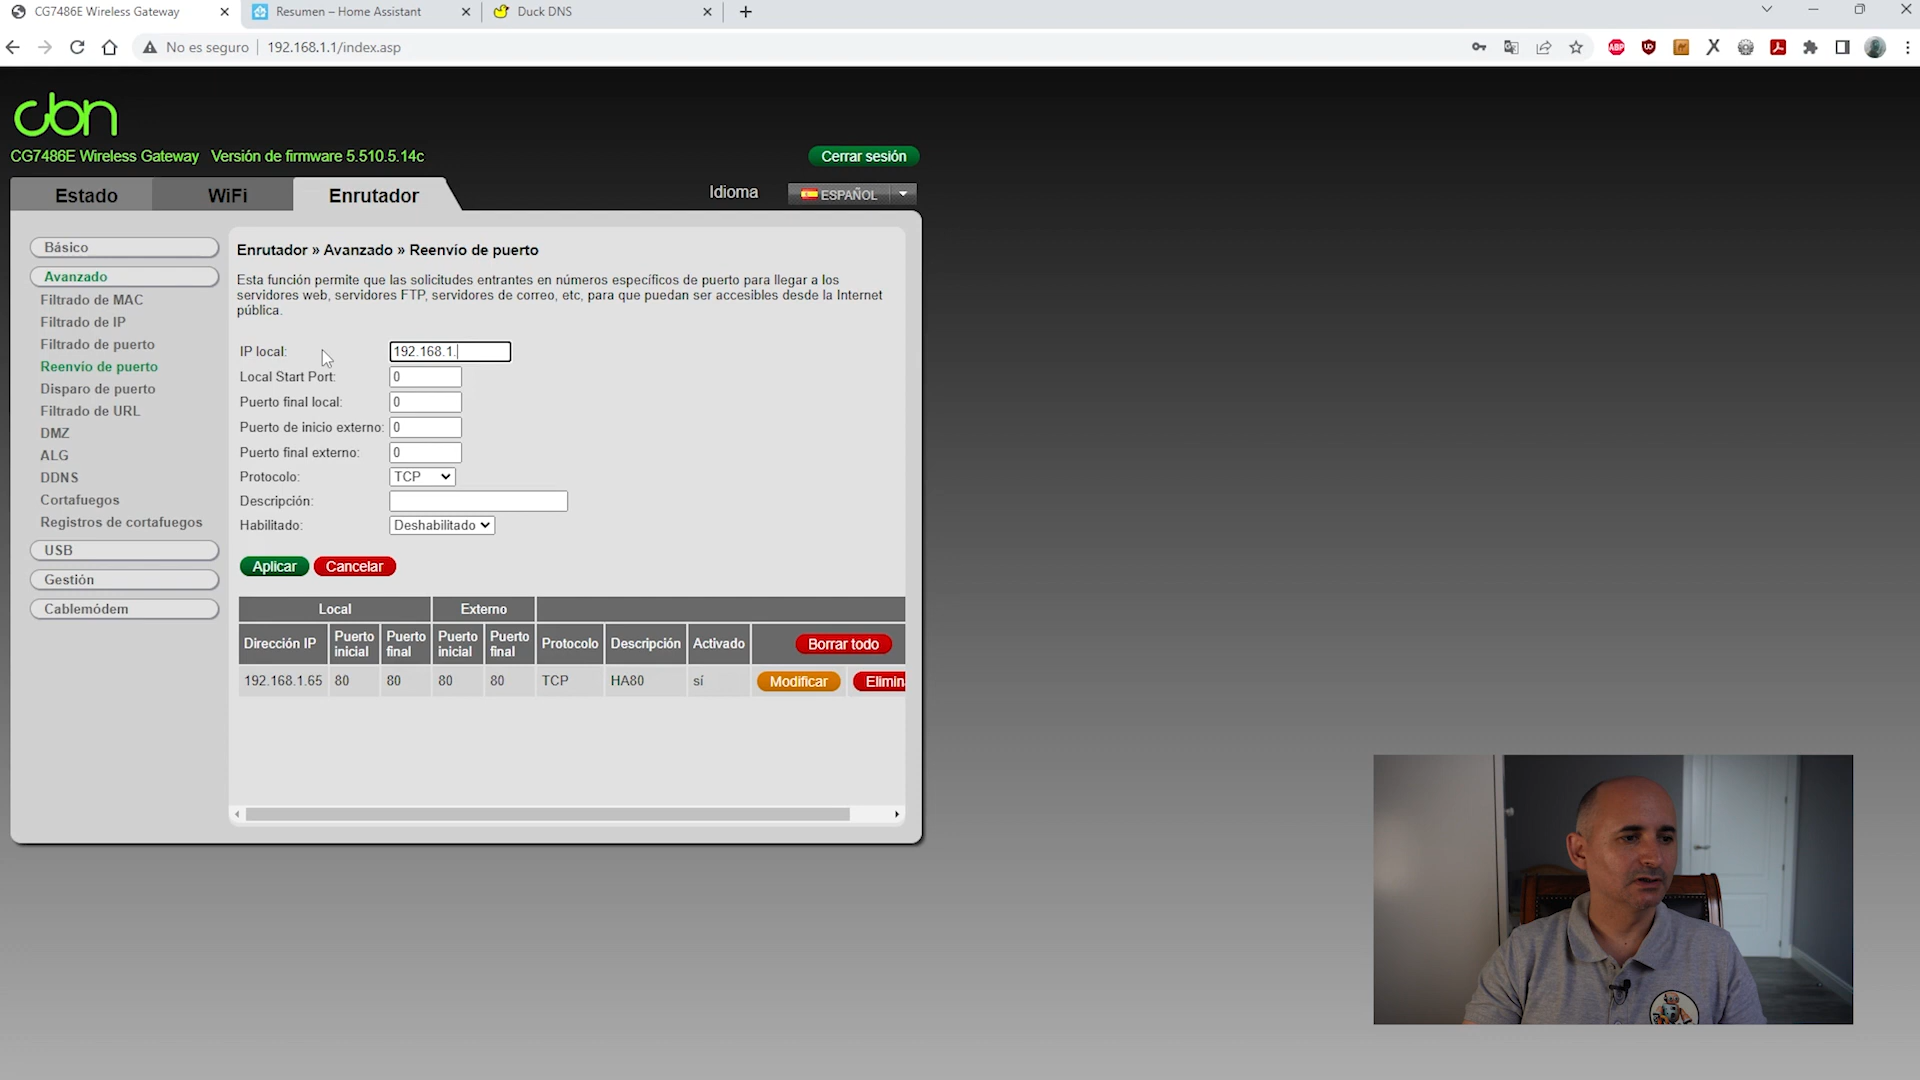 CG7486E Wireless Gateway
Resumen – Home Assistant
Duck DNS
No es seguro
192.168.1.1/index.asp
ABP
cbn
CG7486E Wireless Gateway Versión de firmware 5.510.5.14c
Cerrar sesión
Estado
WiFi
Enrutador
Idioma
ESPAÑOL
Básico
Avanzado
Filtrado de MAC
Filtrado de IP
Filtrado de puerto
Reenvío de puerto
Disparo de puerto
Filtrado de URL
DMZ
ALG
DDNS
Cortafuegos
Registros de cortafuegos
USB
Gestión
Cablemódem
Enrutador » Avanzado » Reenvío de puerto
Esta función permite que las solicitudes entrantes en números específicos de puerto para llegar a los
servidores web, servidores FTP, servidores de correo, etc, para que puedan ser accesibles desde la Internet
pública.
IP local: 192.168.1.
Local Start Port: 0
Puerto final local: 0
Puerto de inicio externo: 0
Puerto final externo: 0
Protocolo: TCP
Descripción:
Habilitado: Deshabilitado
Aplicar Cancelar
Local Externo
Dirección IP Puerto inicial Puerto final Puerto inicial Puerto final Protocolo Descripción Activado Borrar todo
192.168.1.65 80 80 80 80 TCP HA80 sí Modificar Elimin